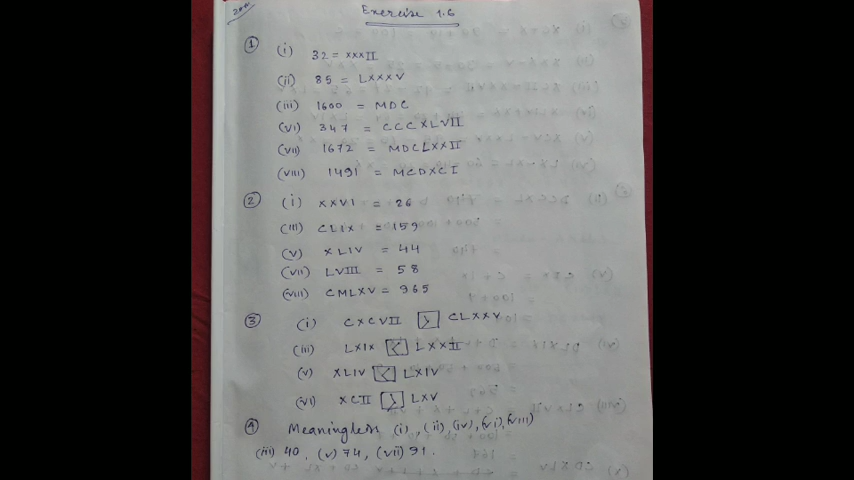 Exercise 1.6
① (i) 32 = XXXII
(ii) 85 = LXXXV
(iii) 1600 = MDC
(vi) 347 = CCCXLVII
(vii) 1672 = MDCLXXII
(viii) 1491 = MCDXCI
② (i) XXVI = 26
(iii) CLIX = 159
(v) XLIV = 44
(vii) LVIII = 58
(viii) CMLXV = 965
③ (i) CXCVII > CLXXV
(iii) LXIX < LXXII
(v) XLIV < LXIV
(vi) XCII > LXV
④ Meaningless (i), (ii), (iv), (vi), (viii)
(iii) 40, (v) 74, (vii) 91.